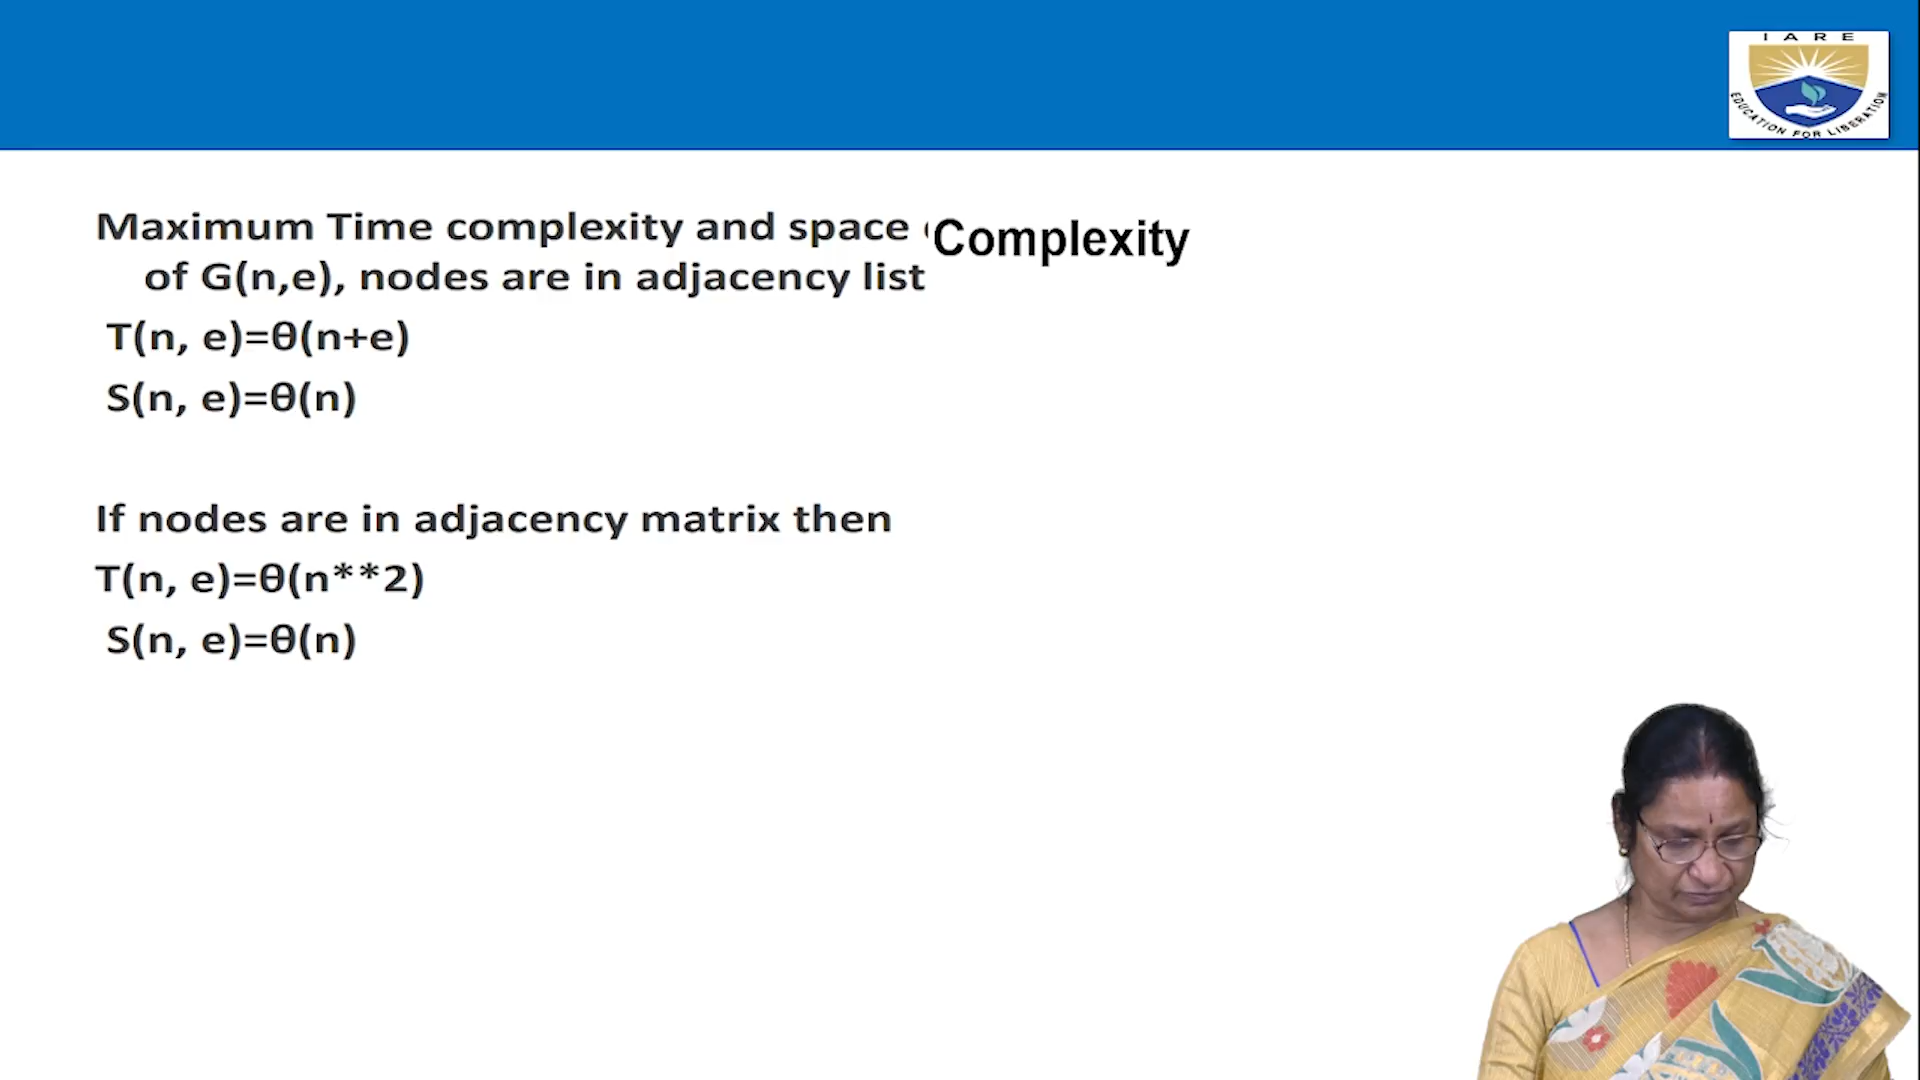 I A R E
EDUCATION FOR LIBERATION
Maximum Time complexity and space Complexity
of G(n,e), nodes are in adjacency list
T(n, e)=θ(n+e)
S(n, e)=θ(n)
If nodes are in adjacency matrix then
T(n, e)=θ(n**2)
S(n, e)=θ(n)